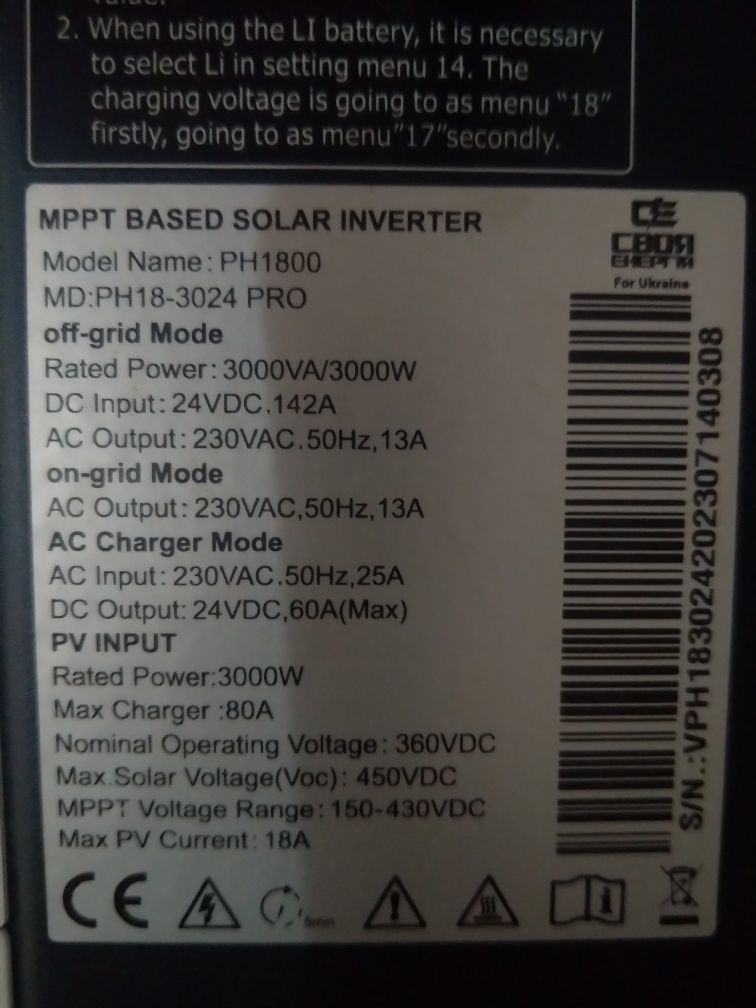 value.
2. When using the LI battery, it is necessary
to select Li in setting menu 14. The
charging voltage is going to as menu "18"
firstly, going to as menu"17"secondly.
MPPT BASED SOLAR INVERTER
Model Name: PH1800
MD:PH18-3024 PRO
off-grid Mode
Rated Power: 3000VA/3000W
DC Input: 24VDC,142A
AC Output: 230VAC,50Hz,13A
on-grid Mode
AC Output: 230VAC,50Hz,13A
AC Charger Mode
AC Input: 230VAC,50Hz,25A
DC Output: 24VDC,60A(Max)
PV INPUT
Rated Power:3000W
Max Charger :80A
Nominal Operating Voltage: 360VDC
Max.Solar Voltage(Voc): 450VDC
MPPT Voltage Range: 150-430VDC
Max PV Current: 18A
СЕ
СВОЯ
ЕНЕРГІЯ
For Ukraine
S/N.:VPH183024202307140308
CE
5min